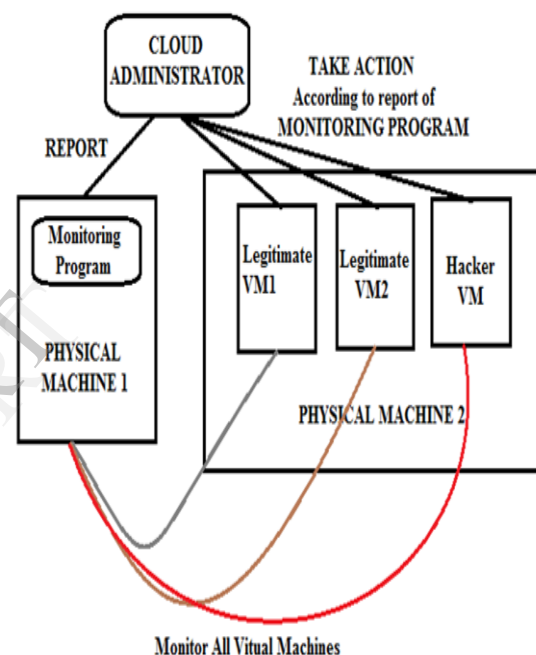 CLOUD
ADMINISTRATOR
TAKE ACTION
According to report of
MONITORING PROGRAM
REPORT
Monitoring
Program
PHYSICAL
MACHINE 1
Legitimate
VM1
Legitimate
VM2
Hacker
VM
PHYSICAL MACHINE 2
Monitor All Vitual Machines